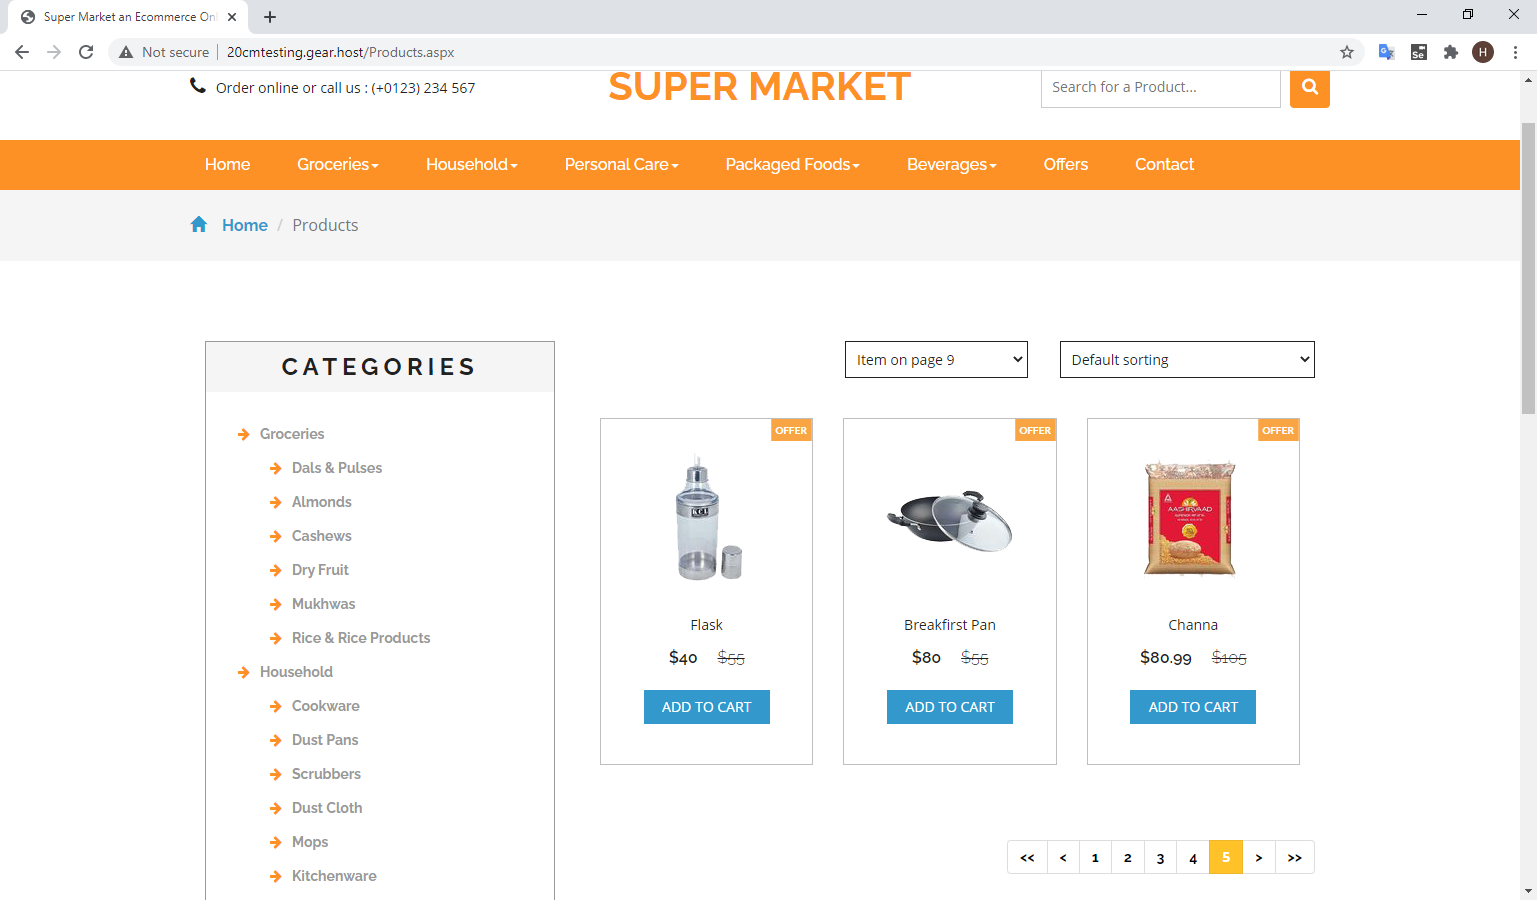 Super Market an Ecommerce Onl
Not secure
20cmtesting.gear.host/Products.aspx
H
Order online or call us : (+0123) 234 567
SUPER MARKET
Search for a Product...
Home
Groceries
Household
Personal Care
Packaged Foods
Beverages
Offers
Contact
Home / Products
CATEGORIES
Groceries
Dals & Pulses
Almonds
Cashews
Dry Fruit
Mukhwas
Rice & Rice Products
Household
Cookware
Dust Pans
Scrubbers
Dust Cloth
Mops
Kitchenware
Item on page 9
Default sorting
OFFER
KCL
Flask
$40 $55
ADD TO CART
OFFER
Breakfirst Pan
$80 $55
ADD TO CART
OFFER
AASHIRVAAD
Channa
$80.99 $105
ADD TO CART
<< < 1 2 3 4 5 > >>